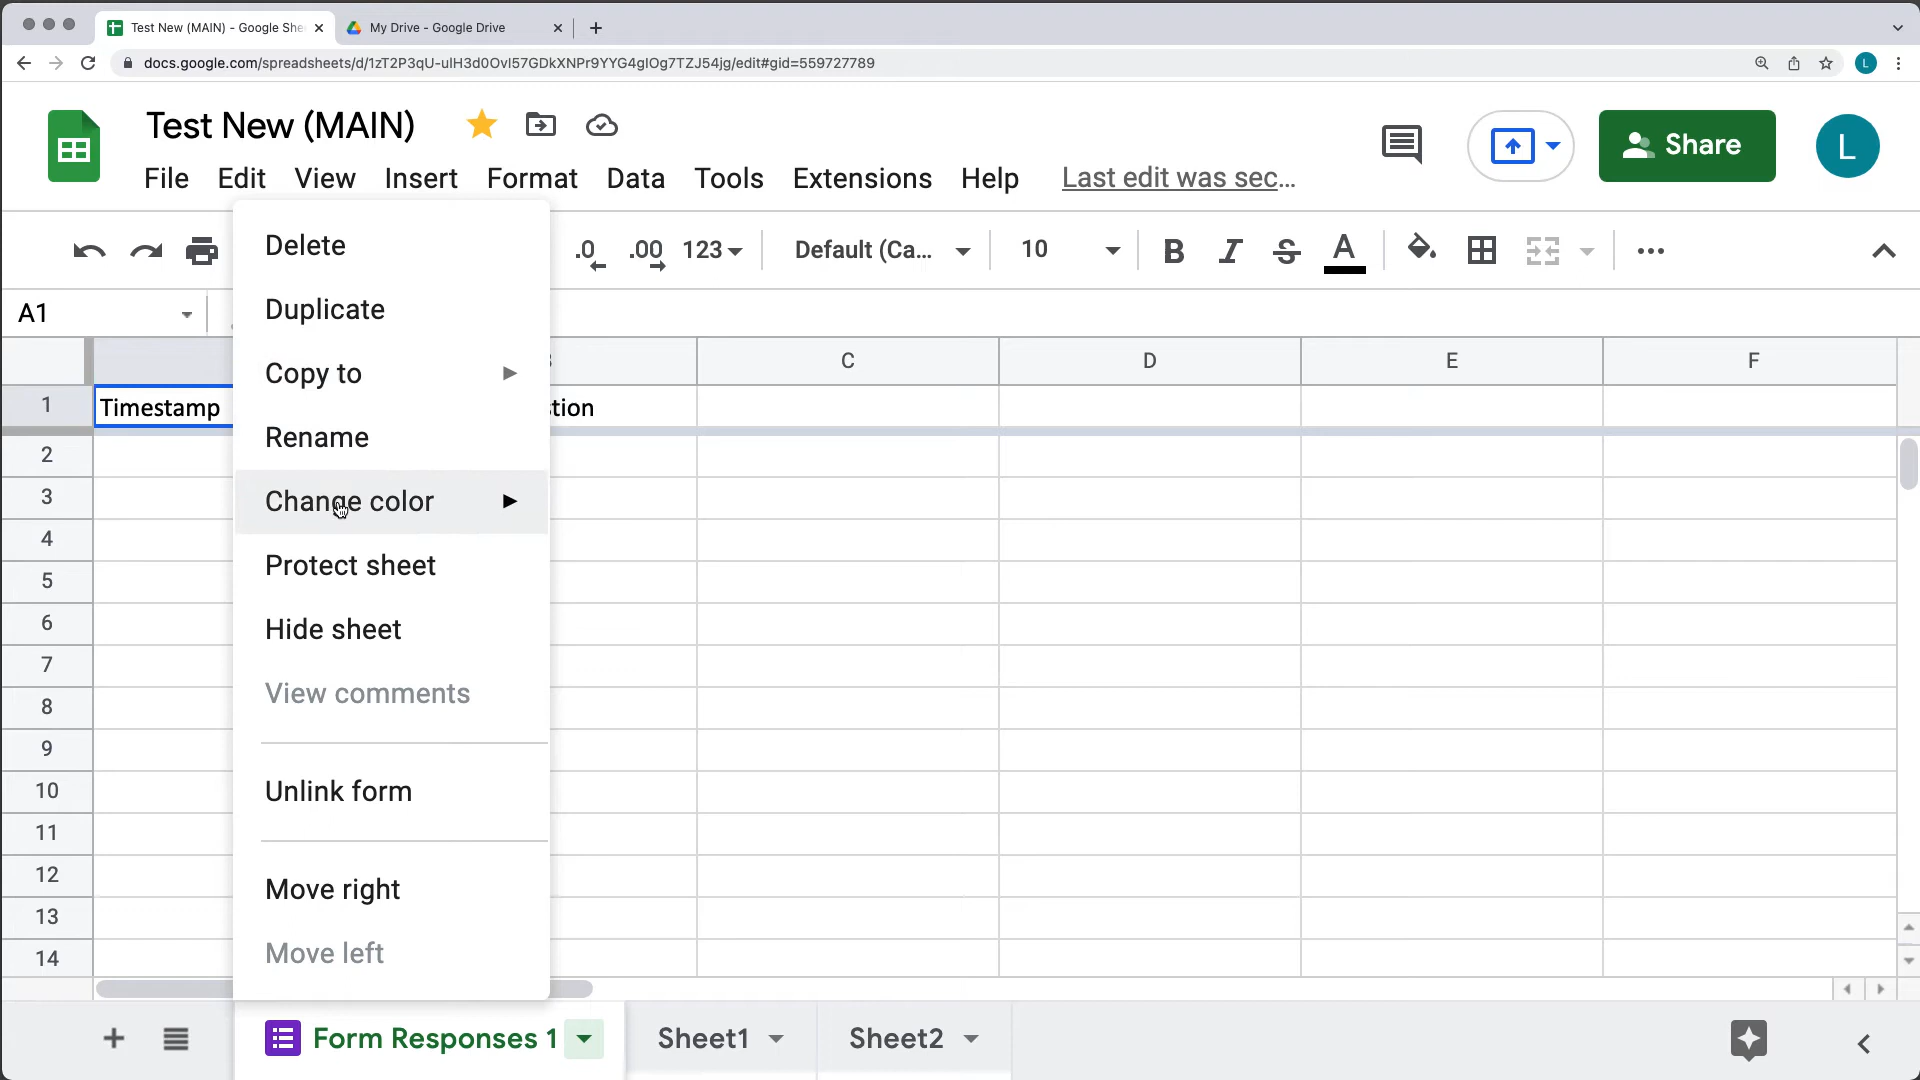 Test New (MAIN) - Google She
My Drive - Google Drive
docs.google.com/spreadsheets/d/1zT2P3qU-uIH3d0Ovl57GDkXNPr9YYG4gIOg7TZJ54jg/edit#gid=559727789
L
Test New (MAIN)
Share
L
File Edit View Insert Format Data Tools Extensions Help Last edit was sec...
.0 .00 123 Default (Ca... 10 B I S A
A1
C D E F
1 Timestamp stion
2
3
4
5
6
7
8
9
10
11
12
13
14
Delete
Duplicate
Copy to
Rename
Change color
Protect sheet
Hide sheet
View comments
Unlink form
Move right
Move left
Form Responses 1 Sheet1 Sheet2